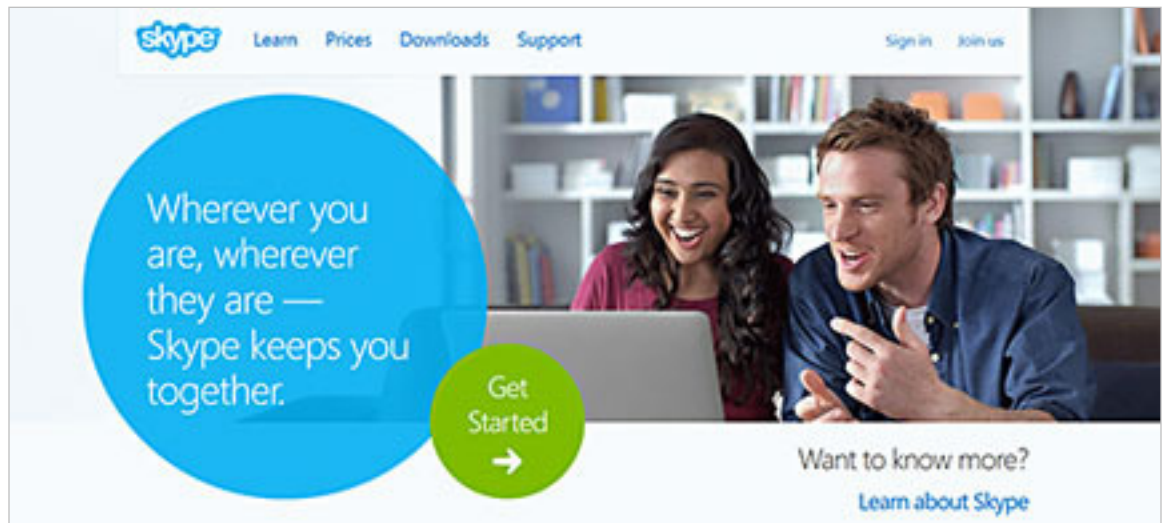 skype Learn Prices Downloads Support Sign in Join us
Wherever you
are, wherever
they are —
Skype keeps you
together.
Get
Started
Want to know more?
Learn about Skype